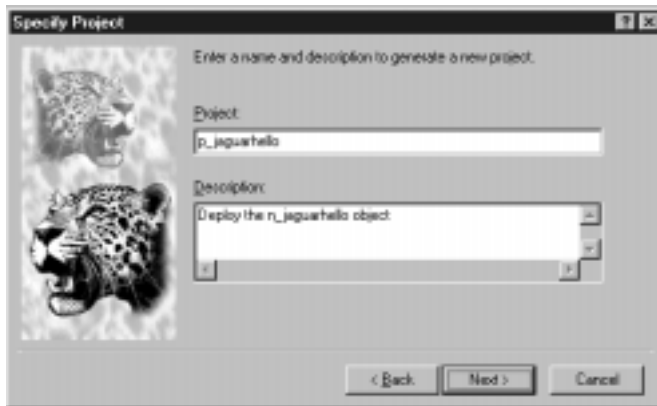 Specify Project
Enter a name and description to generate a new project.
Project:
p_jaguarhello
Description:
Deploy the n_jaguarhello object
< Back
Next >
Cancel